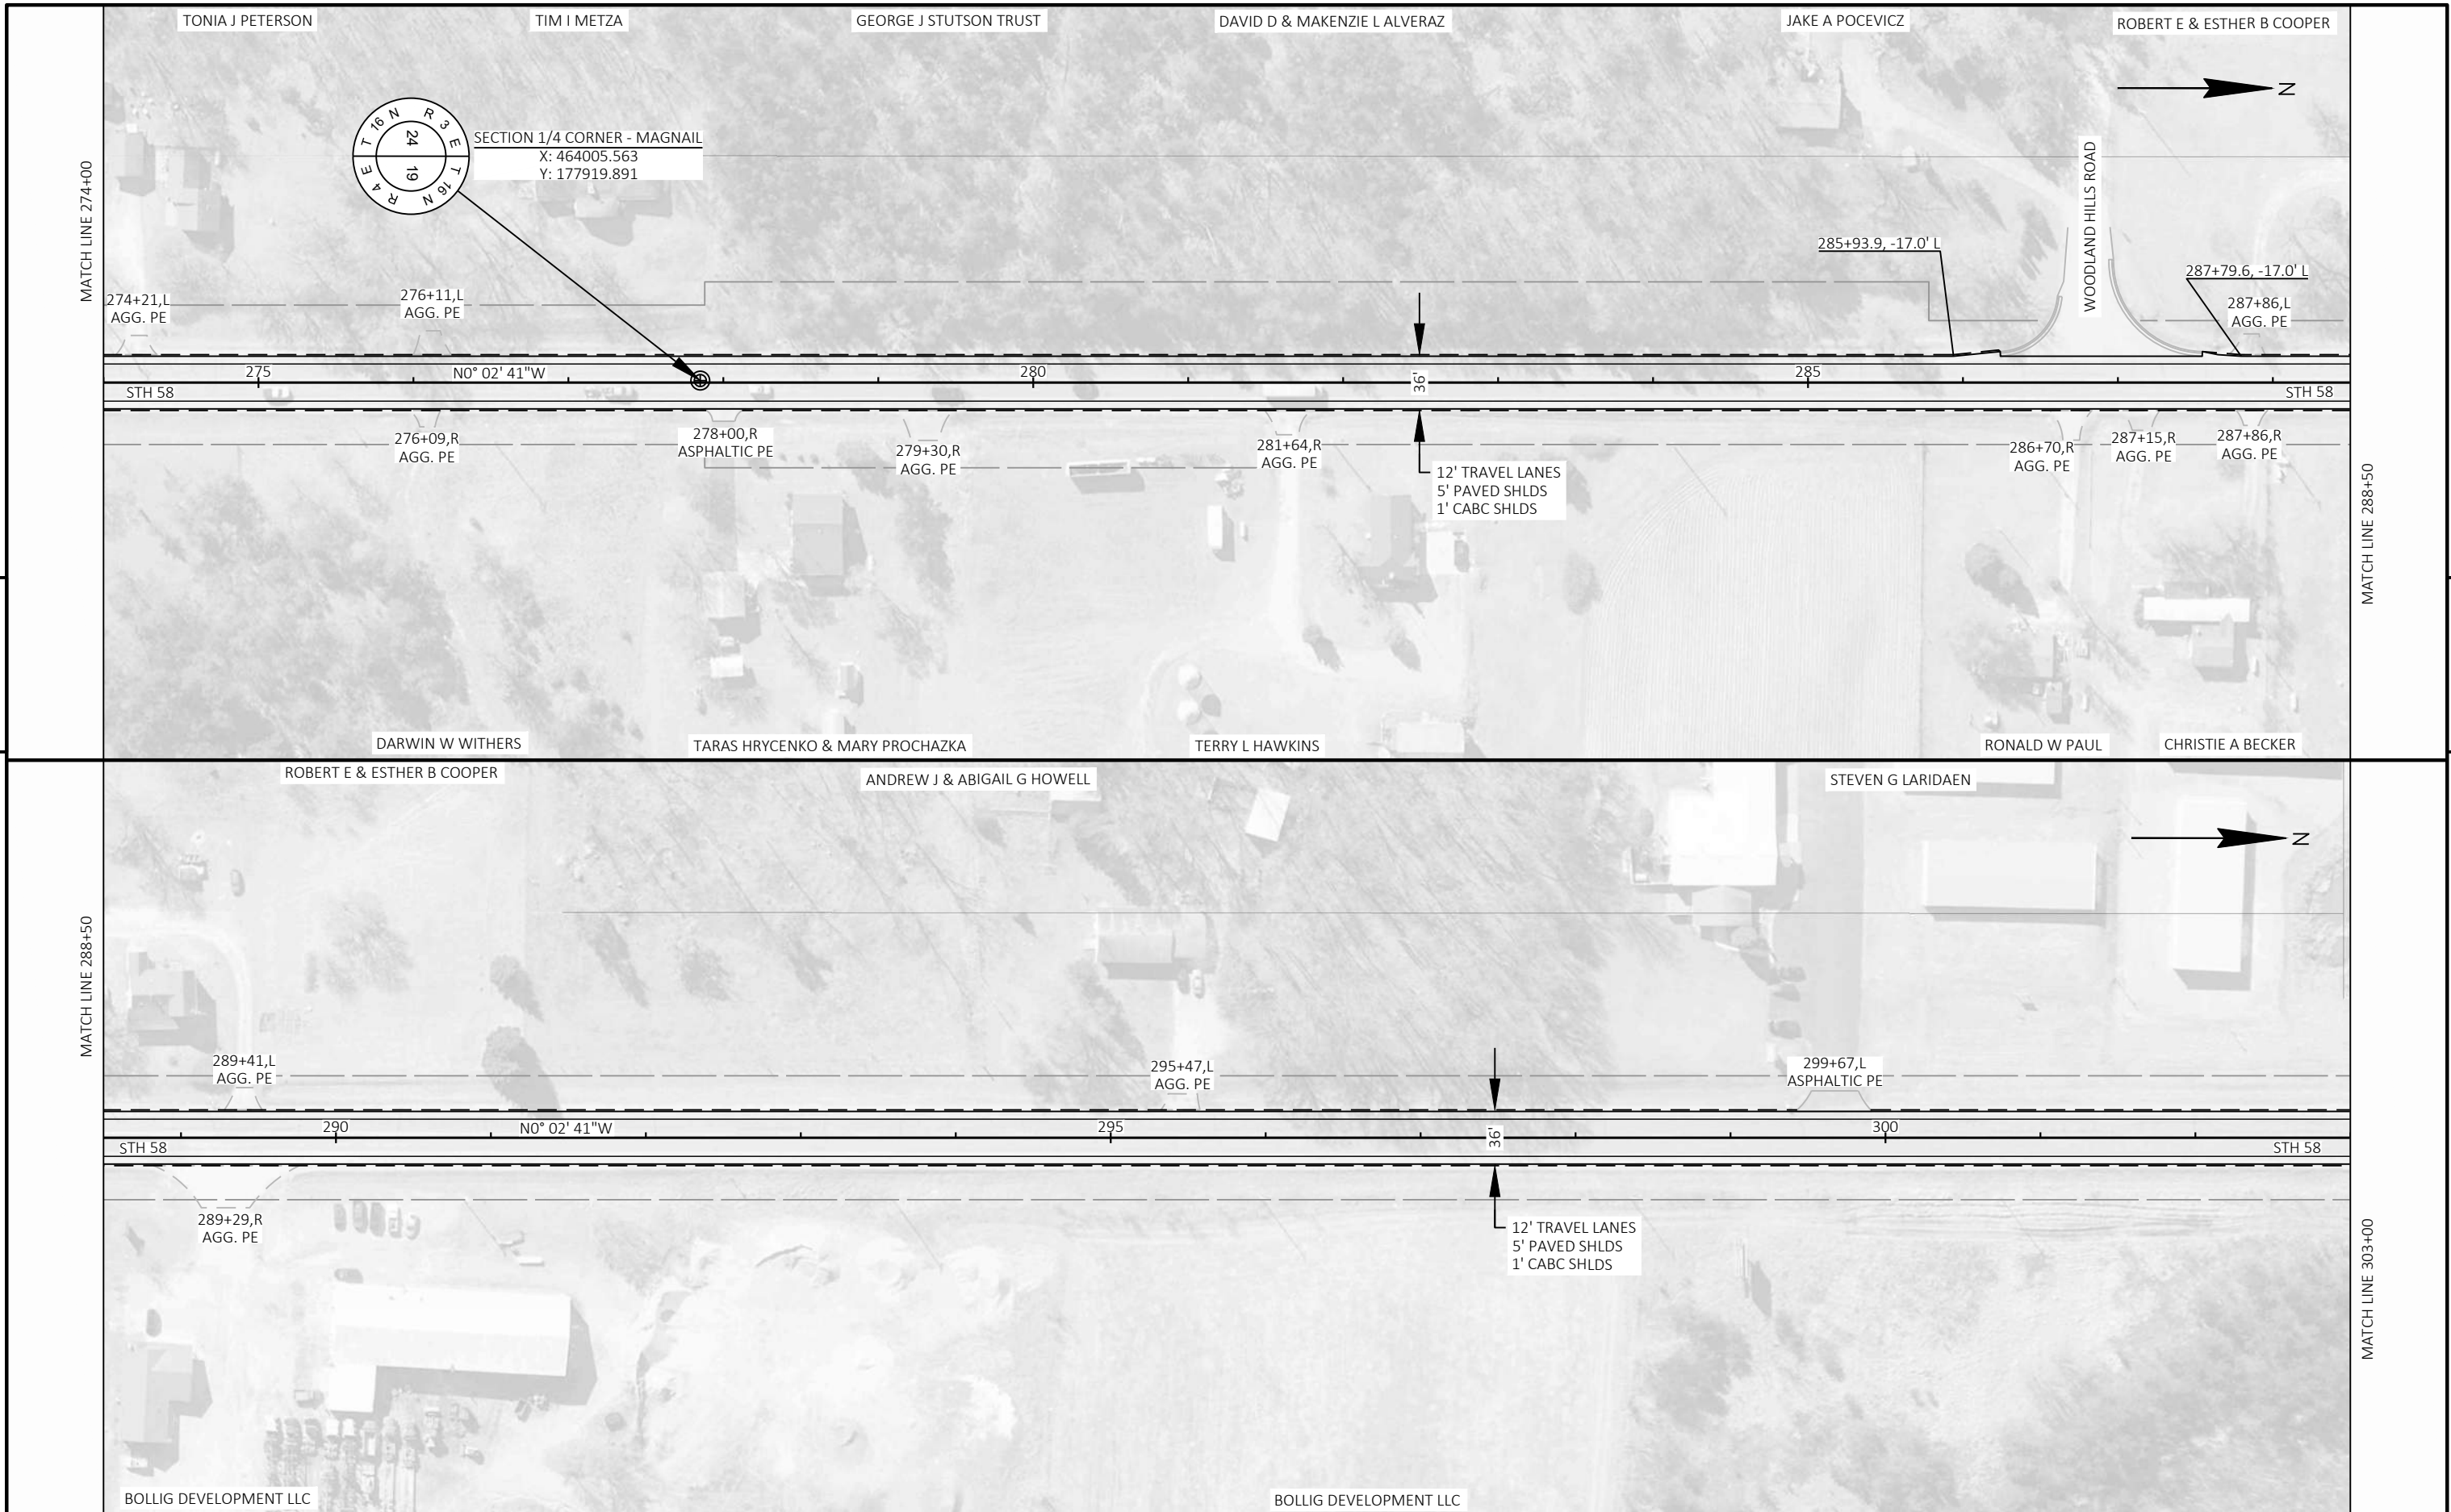 TONIA J PETERSON
TIM I METZA
GEORGE J STUTSON TRUST
DAVID D & MAKENZIE L ALVERAZ
JAKE A POCEVICZ
ROBERT E & ESTHER B COOPER
N
T 16 N R 3 E
24
19
T 16 N R 4 E
SECTION 1/4 CORNER - MAGNAIL
X: 464005.563
Y: 177919.891
MATCH LINE 274+00
WOODLAND HILLS ROAD
285+93.9, -17.0' L
287+79.6, -17.0' L
274+21,L
AGG. PE
276+11,L
AGG. PE
287+86,L
AGG. PE
275
N0° 02' 41"W
280
36'
285
STH 58
STH 58
276+09,R
AGG. PE
278+00,R
ASPHALTIC PE
279+30,R
AGG. PE
281+64,R
AGG. PE
12' TRAVEL LANES
5' PAVED SHLDS
1' CABC SHLDS
286+70,R
AGG. PE
287+15,R
AGG. PE
287+86,R
AGG. PE
MATCH LINE 288+50
DARWIN W WITHERS
TARAS HRYCENKO & MARY PROCHAZKA
TERRY L HAWKINS
RONALD W PAUL
CHRISTIE A BECKER
ROBERT E & ESTHER B COOPER
ANDREW J & ABIGAIL G HOWELL
STEVEN G LARIDAEN
N
MATCH LINE 288+50
289+41,L
AGG. PE
295+47,L
AGG. PE
299+67,L
ASPHALTIC PE
290
N0° 02' 41"W
295
36'
300
STH 58
STH 58
289+29,R
AGG. PE
12' TRAVEL LANES
5' PAVED SHLDS
1' CABC SHLDS
MATCH LINE 303+00
BOLLIG DEVELOPMENT LLC
BOLLIG DEVELOPMENT LLC